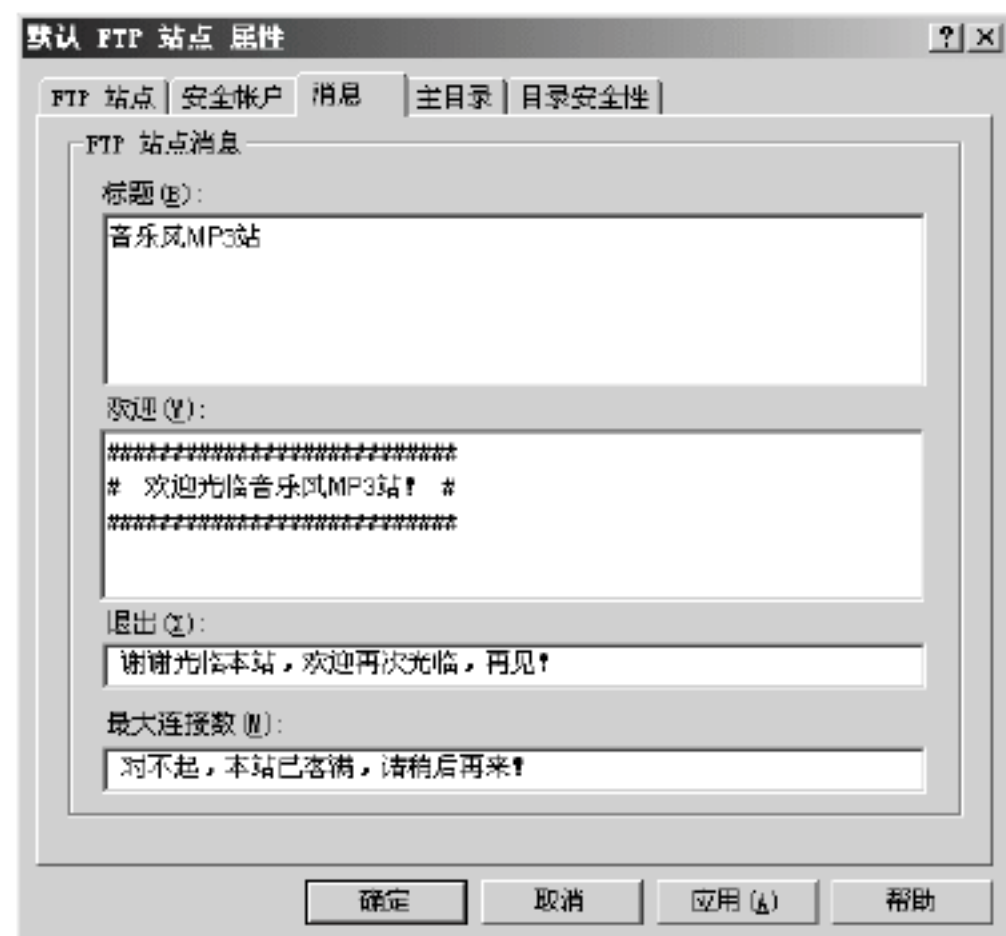 默认 FTP 站点 属性
FTP 站点 安全帐户 消息 主目录 目录安全性
FTP 站点消息
标题(B):
音乐风MP3站
欢迎(W):
###########################
# 欢迎光临音乐风MP3站! #
###########################
退出(X):
谢谢光临本站,欢迎再次光临,再见!
最大连接数(M):
对不起,本站已客满,请稍后再来!
确定 取消 应用(A) 帮助